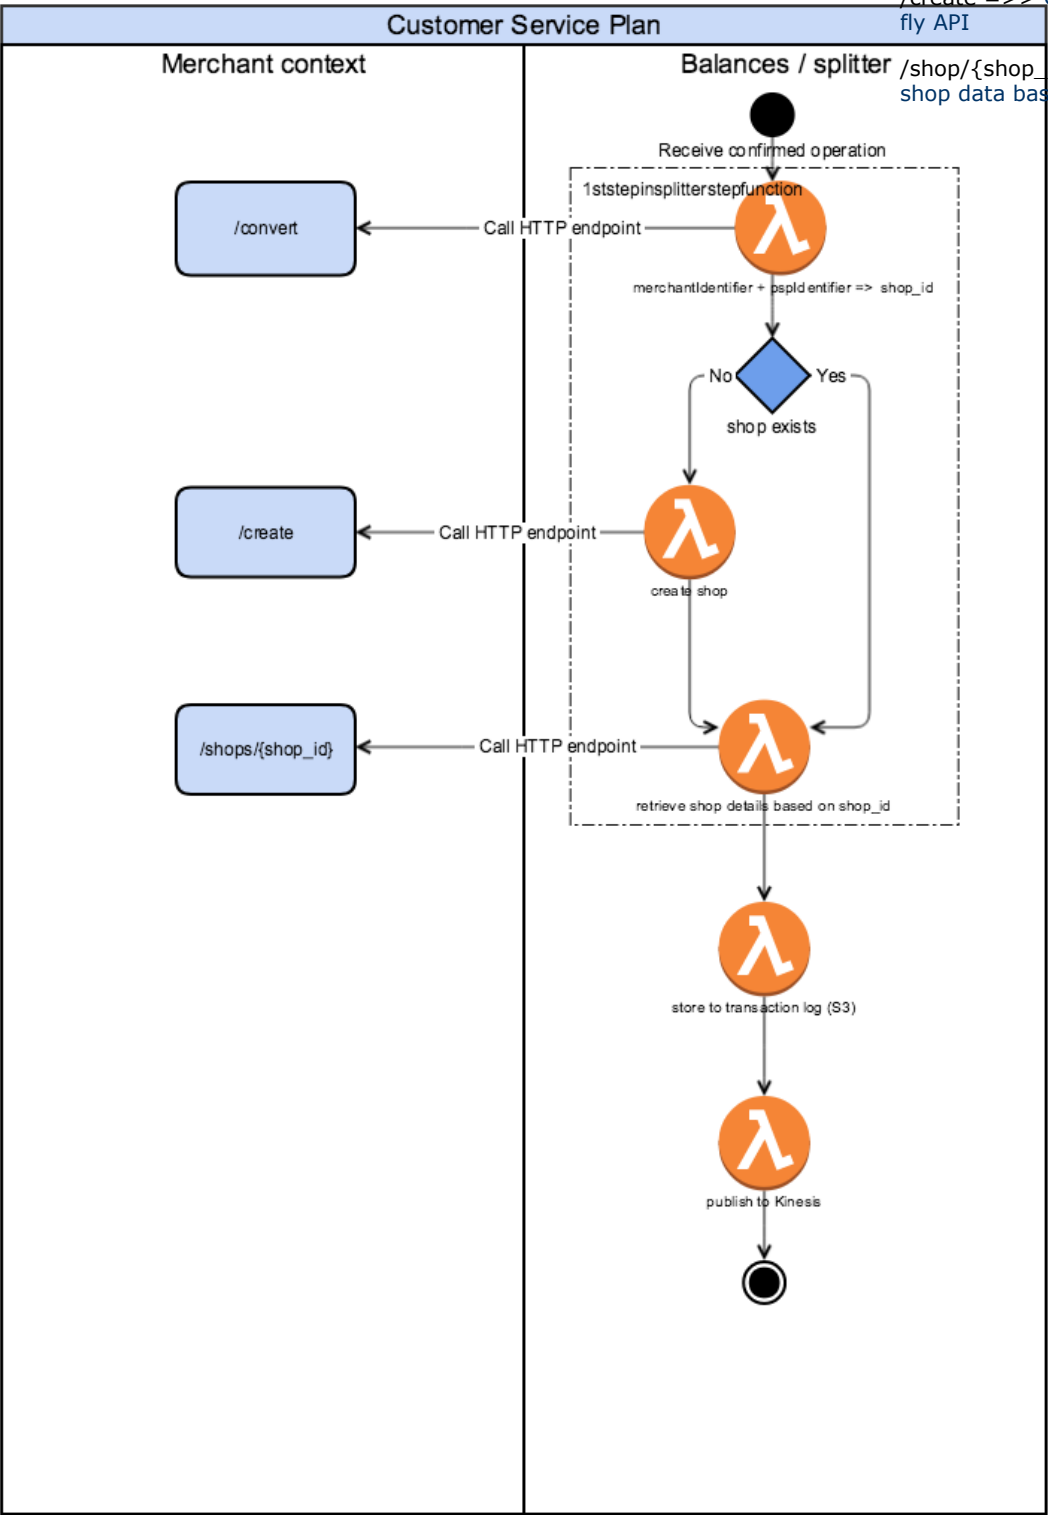 /create =>>
fly API
Customer Service Plan
Merchant context
Balances / splitter
/shop/{shop_
shop data bas
Receive confirmed operation
1ststepinsplitterstepfunction
/convert
Call HTTP endpoint
merchantIdentifier + pspIdentifier => shop_id
No
Yes
shop exists
/create
Call HTTP endpoint
create shop
/shops/{shop_id}
Call HTTP endpoint
retrieve shop details based on shop_id
store to transaction log (S3)
publish to Kinesis